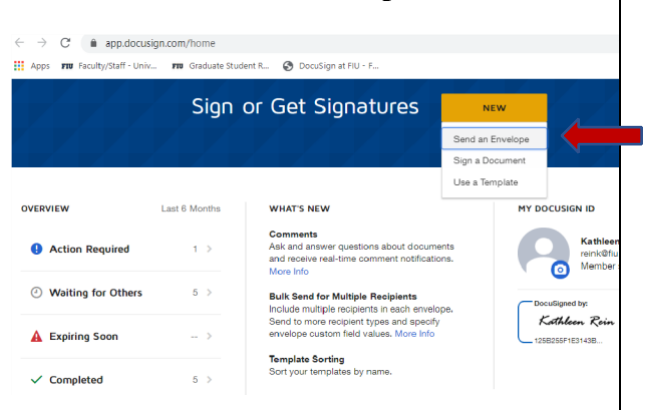 app.docusign.com/home
Apps FIU Faculty/Staff - Univ... FIU Graduate Student R... DocuSign at FIU - F...
Sign or Get Signatures
NEW
Send an Envelope
Sign a Document
Use a Template
OVERVIEW Last 6 Months
Action Required 1 >
Waiting for Others 5 >
Expiring Soon -- >
Completed 5 >
WHAT'S NEW
Comments
Ask and answer questions about documents
and receive real-time comment notifications.
More Info
Bulk Send for Multiple Recipients
Include multiple recipients in each envelope.
Send to more recipient types and specify
envelope custom field values. More Info
Template Sorting
Sort your templates by name.
MY DOCUSIGN ID
Kathleen
reink@fiu
Member
DocuSigned by:
Kathleen Rein
125B255F1E3143B...